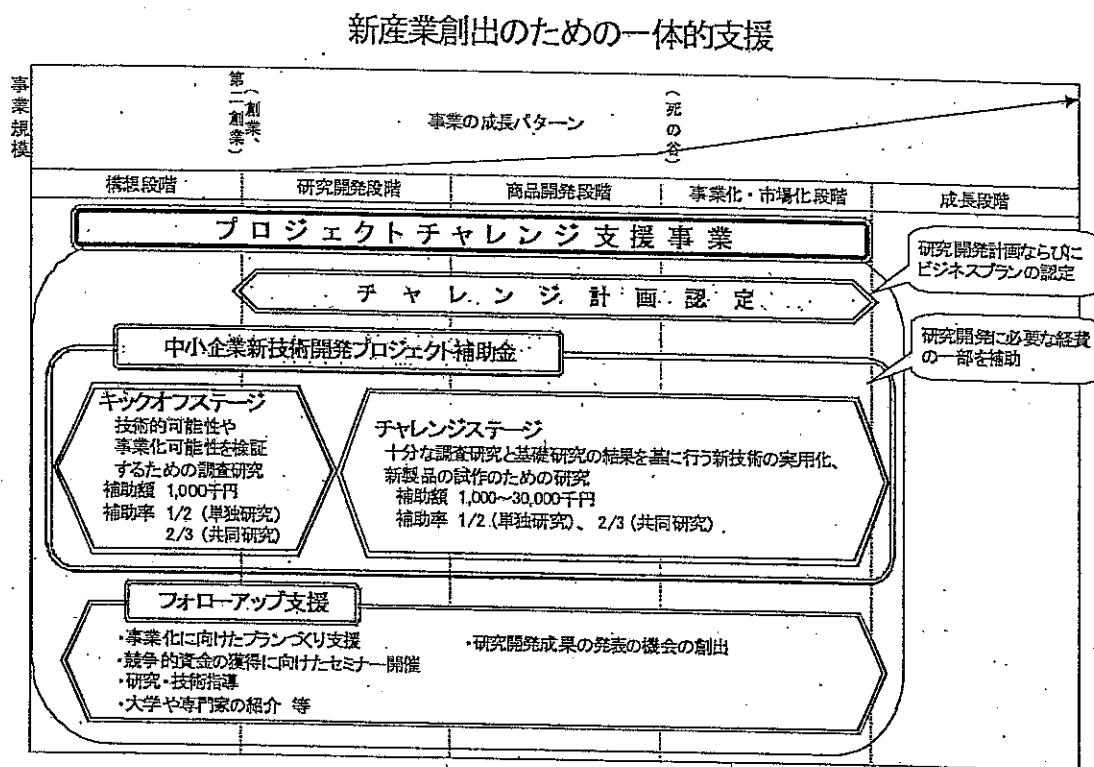 新産業創出のための一体的支援
事業規模
第二創業)
(創業、
事業の成長パターン
(死の谷)
構想段階
研究開発段階
商品開発段階
事業化・市場化段階
成長段階
プロジェクトチャレンジ支援事業
研究開発計画ならびに
ビジネスプランの認定
チャレンジ計画認定
中小企業新技術開発プロジェクト補助金
研究開発に必要な経費
の一部を補助
キックオフステージ
技術的可能性や
事業化可能性を検証
するための調査研究
補助額 1,000千円
補助率 1/2(単独研究)
2/3(共同研究)
チャレンジステージ
十分な調査研究と基礎研究の結果を基に行う新技術の実用化、
新製品の試作のための研究
補助額 1,000~30,000千円
補助率 1/2(単独研究)、2/3(共同研究)
フォローアップ支援
・事業化に向けたプランづくり支援
・競争的資金の獲得に向けたセミナー開催
・研究・技術指導
・大学や専門家の紹介 等
・研究開発成果の発表の機会の創出